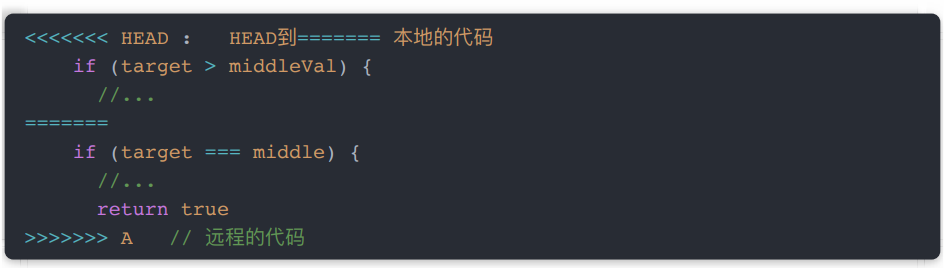 <<<<<<< HEAD :   HEAD到======= 本地的代码
    if (target > middleVal) {
      //...
=======
    if (target === middle) {
      //...
      return true
>>>>>>> A   // 远程的代码